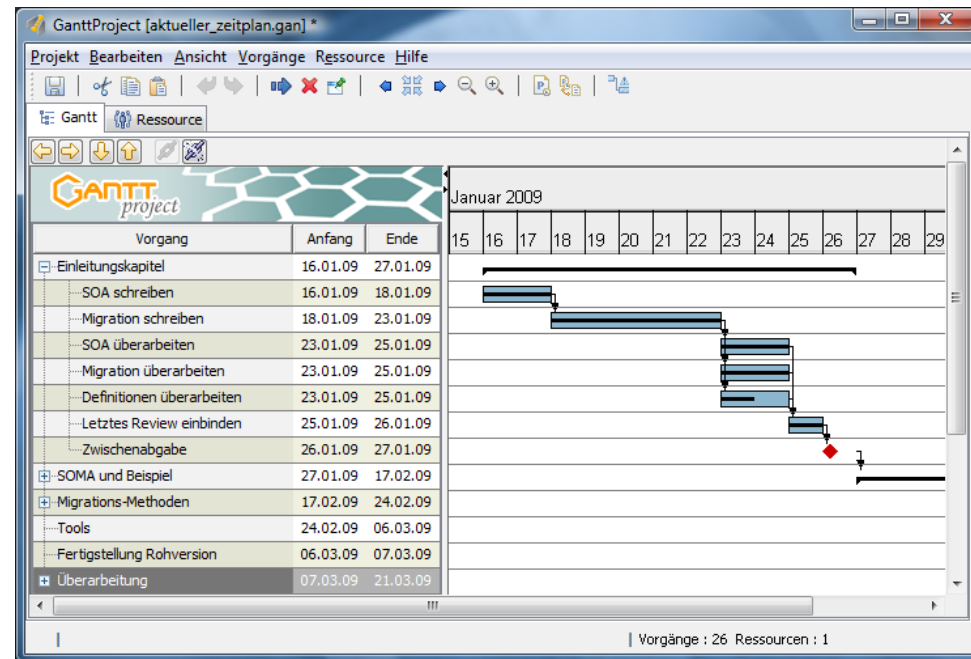 GanttProject [aktueller_zeitplan.gan] *
Projekt Bearbeiten Ansicht Vorgänge Ressource Hilfe
Gantt Ressource
GANTT project
Januar 2009
Vorgang Anfang Ende 15 16 17 18 19 20 21 22 23 24 25 26 27 28 29
Einleitungskapitel 16.01.09 27.01.09
SOA schreiben 16.01.09 18.01.09
Migration schreiben 18.01.09 23.01.09
SOA überarbeiten 23.01.09 25.01.09
Migration überarbeiten 23.01.09 25.01.09
Definitionen überarbeiten 23.01.09 25.01.09
Letztes Review einbinden 25.01.09 26.01.09
Zwischenabgabe 26.01.09 27.01.09
SOMA und Beispiel 27.01.09 17.02.09
Migrations-Methoden 17.02.09 24.02.09
Tools 24.02.09 06.03.09
Fertigstellung Rohversion 06.03.09 07.03.09
Überarbeitung 07.03.09 21.03.09
Vorgänge : 26 Ressourcen : 1